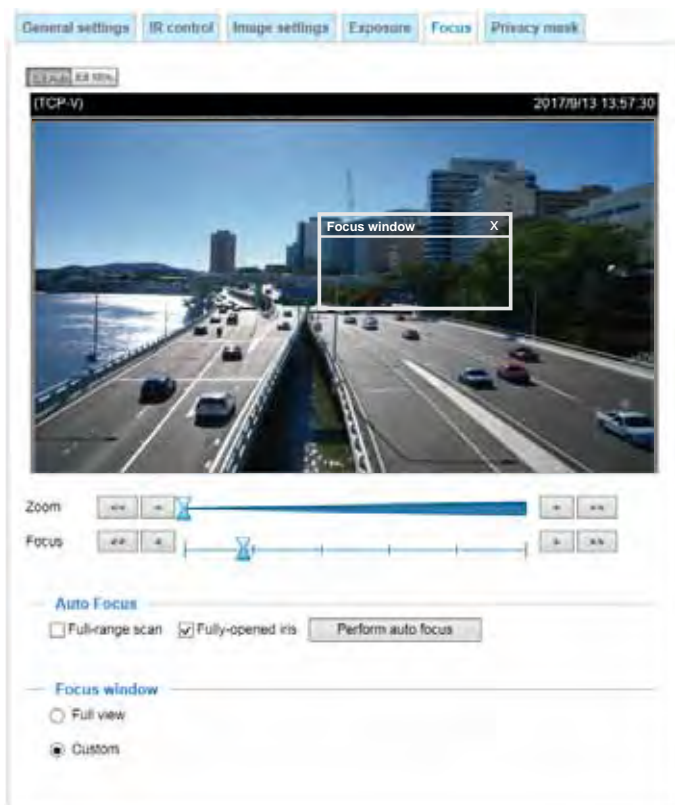 General settings IR control Image settings Exposure Focus Privacy mask
(TCP-V) 2017/9/13 13:57:30
Focus window X
Zoom << < > >>
Focus << < > >>
Auto Focus
Full-range scan Fully-opened iris Perform auto focus
Focus window
Full view
Custom